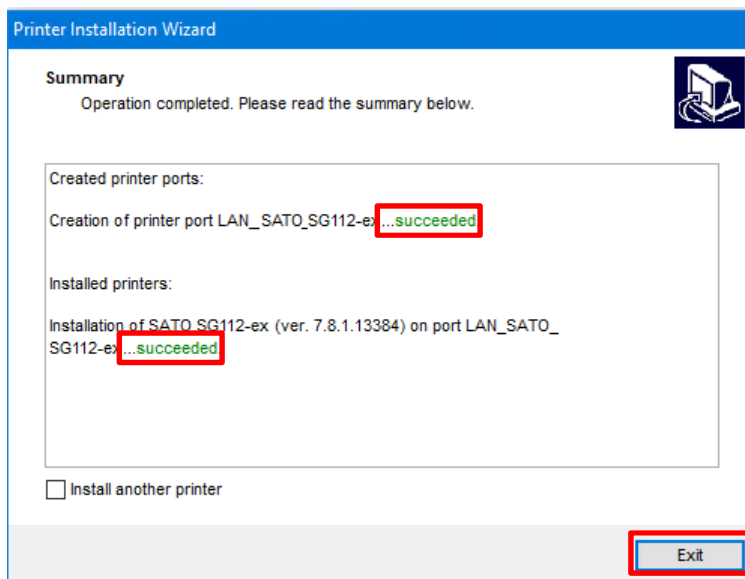 Printer Installation Wizard
Summary
Operation completed. Please read the summary below.
Created printer ports:
Creation of printer port LAN_SATO_SG112-ex...succeeded
Installed printers:
Installation of SATO SG112-ex (ver. 7.8.1.13384) on port LAN_SATO_
SG112-ex...succeeded
Install another printer
Exit